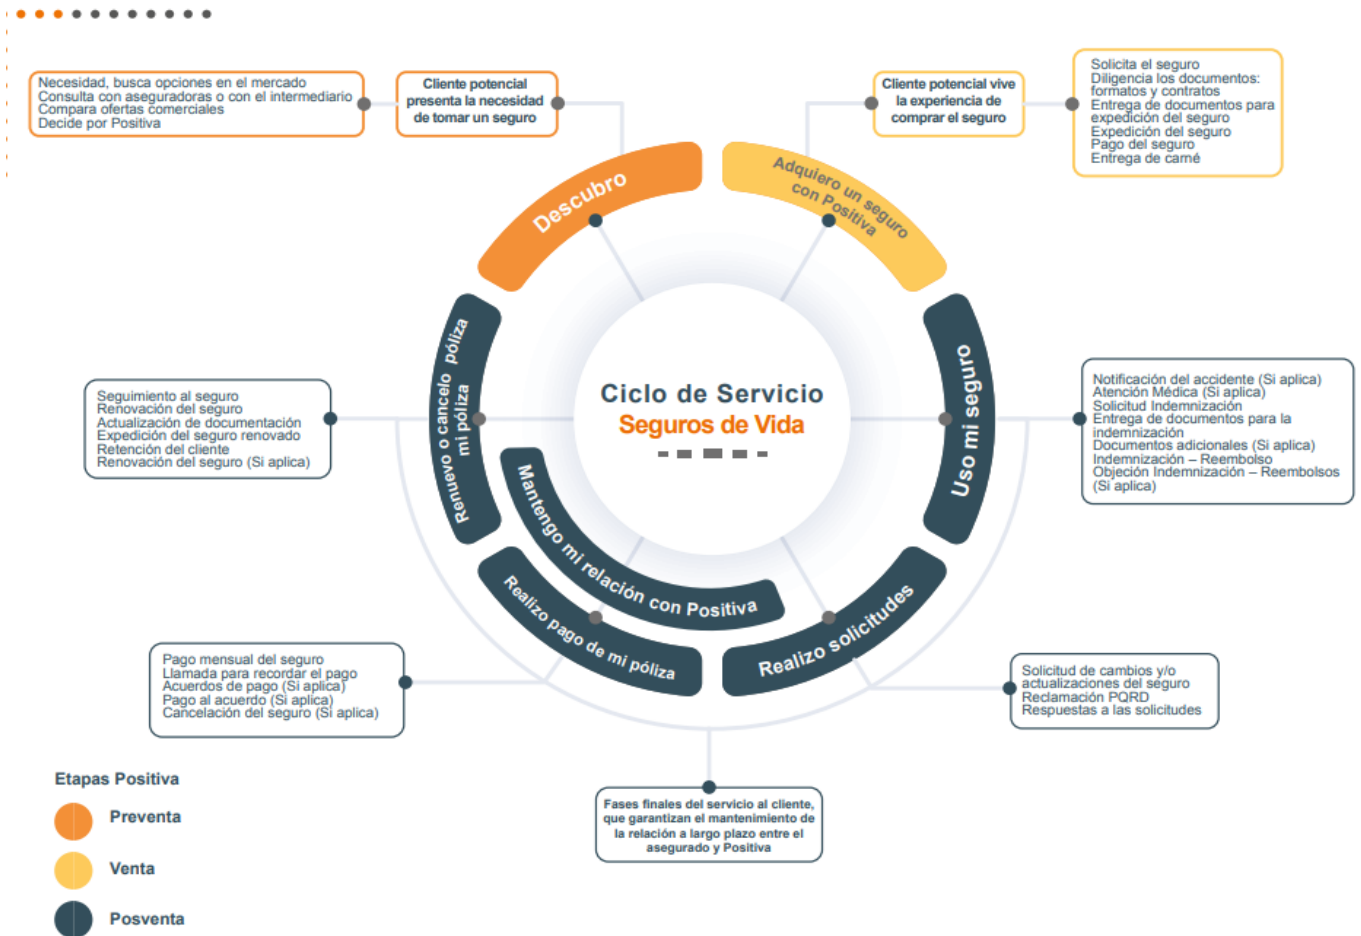 Necesidad, busca opciones en el mercado
Consulta con aseguradoras o con el intermediario
Compara ofertas comerciales
Decide por Positiva
Cliente potencial
presenta la necesidad
de tomar un seguro
Cliente potencial vive
la experiencia de
comprar el seguro
Solicita el seguro
Diligencia los documentos:
formatos y contratos
Entrega de documentos para
expedición del seguro
Expedición del seguro
Pago del seguro
Entrega de carné
Descubro
Adquiero un seguro
con Positiva
Renuevo o cancelo póliza
mi póliza
Uso mi seguro
Ciclo de Servicio
Seguros de Vida
Seguimiento al seguro
Renovación del seguro
Actualización de documentación
Expedición del seguro renovado
Retención del cliente
Renovación del seguro (Si aplica)
Notificación del accidente (Si aplica)
Atención Médica (Si aplica)
Solicitud Indemnización
Entrega de documentos para la
indemnización
Documentos adicionales (Si aplica)
Indemnización – Reembolso
Objeción Indemnización – Reembolsos
(Si aplica)
Mantengo mi relación con Positiva
Realizo pago de mi póliza
Realizo solicitudes
Pago mensual del seguro
Llamada para recordar el pago
Acuerdos de pago (Si aplica)
Pago al acuerdo (Si aplica)
Cancelación del seguro (Si aplica)
Solicitud de cambios y/o
actualizaciones del seguro
Reclamación PQRD
Respuestas a las solicitudes
Fases finales del servicio al cliente,
que garantizan el mantenimiento de
la relación a largo plazo entre el
asegurado y Positiva
Etapas Positiva
Preventa
Venta
Posventa